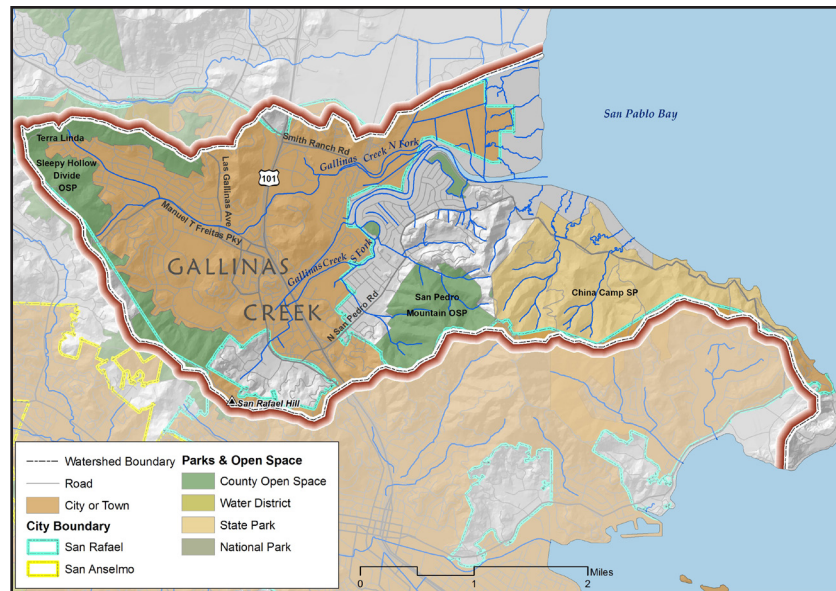 San Pablo Bay
Terra Linda
Sleepy Hollow
Divide
OSP
Las Gallinas Ave
Smith Ranch Rd
Gallinas Creek N Fork
101
Manuel T Freitas Pky
GALLINAS
CREEK
Gallinas Creek S Fork
N San Pedro Rd
San Pedro
Mountain OSP
China Camp SP
San Rafael Hill
Watershed Boundary
Road
City or Town
City Boundary
San Rafael
San Anselmo
Parks & Open Space
County Open Space
Water District
State Park
National Park
Miles
0 1 2